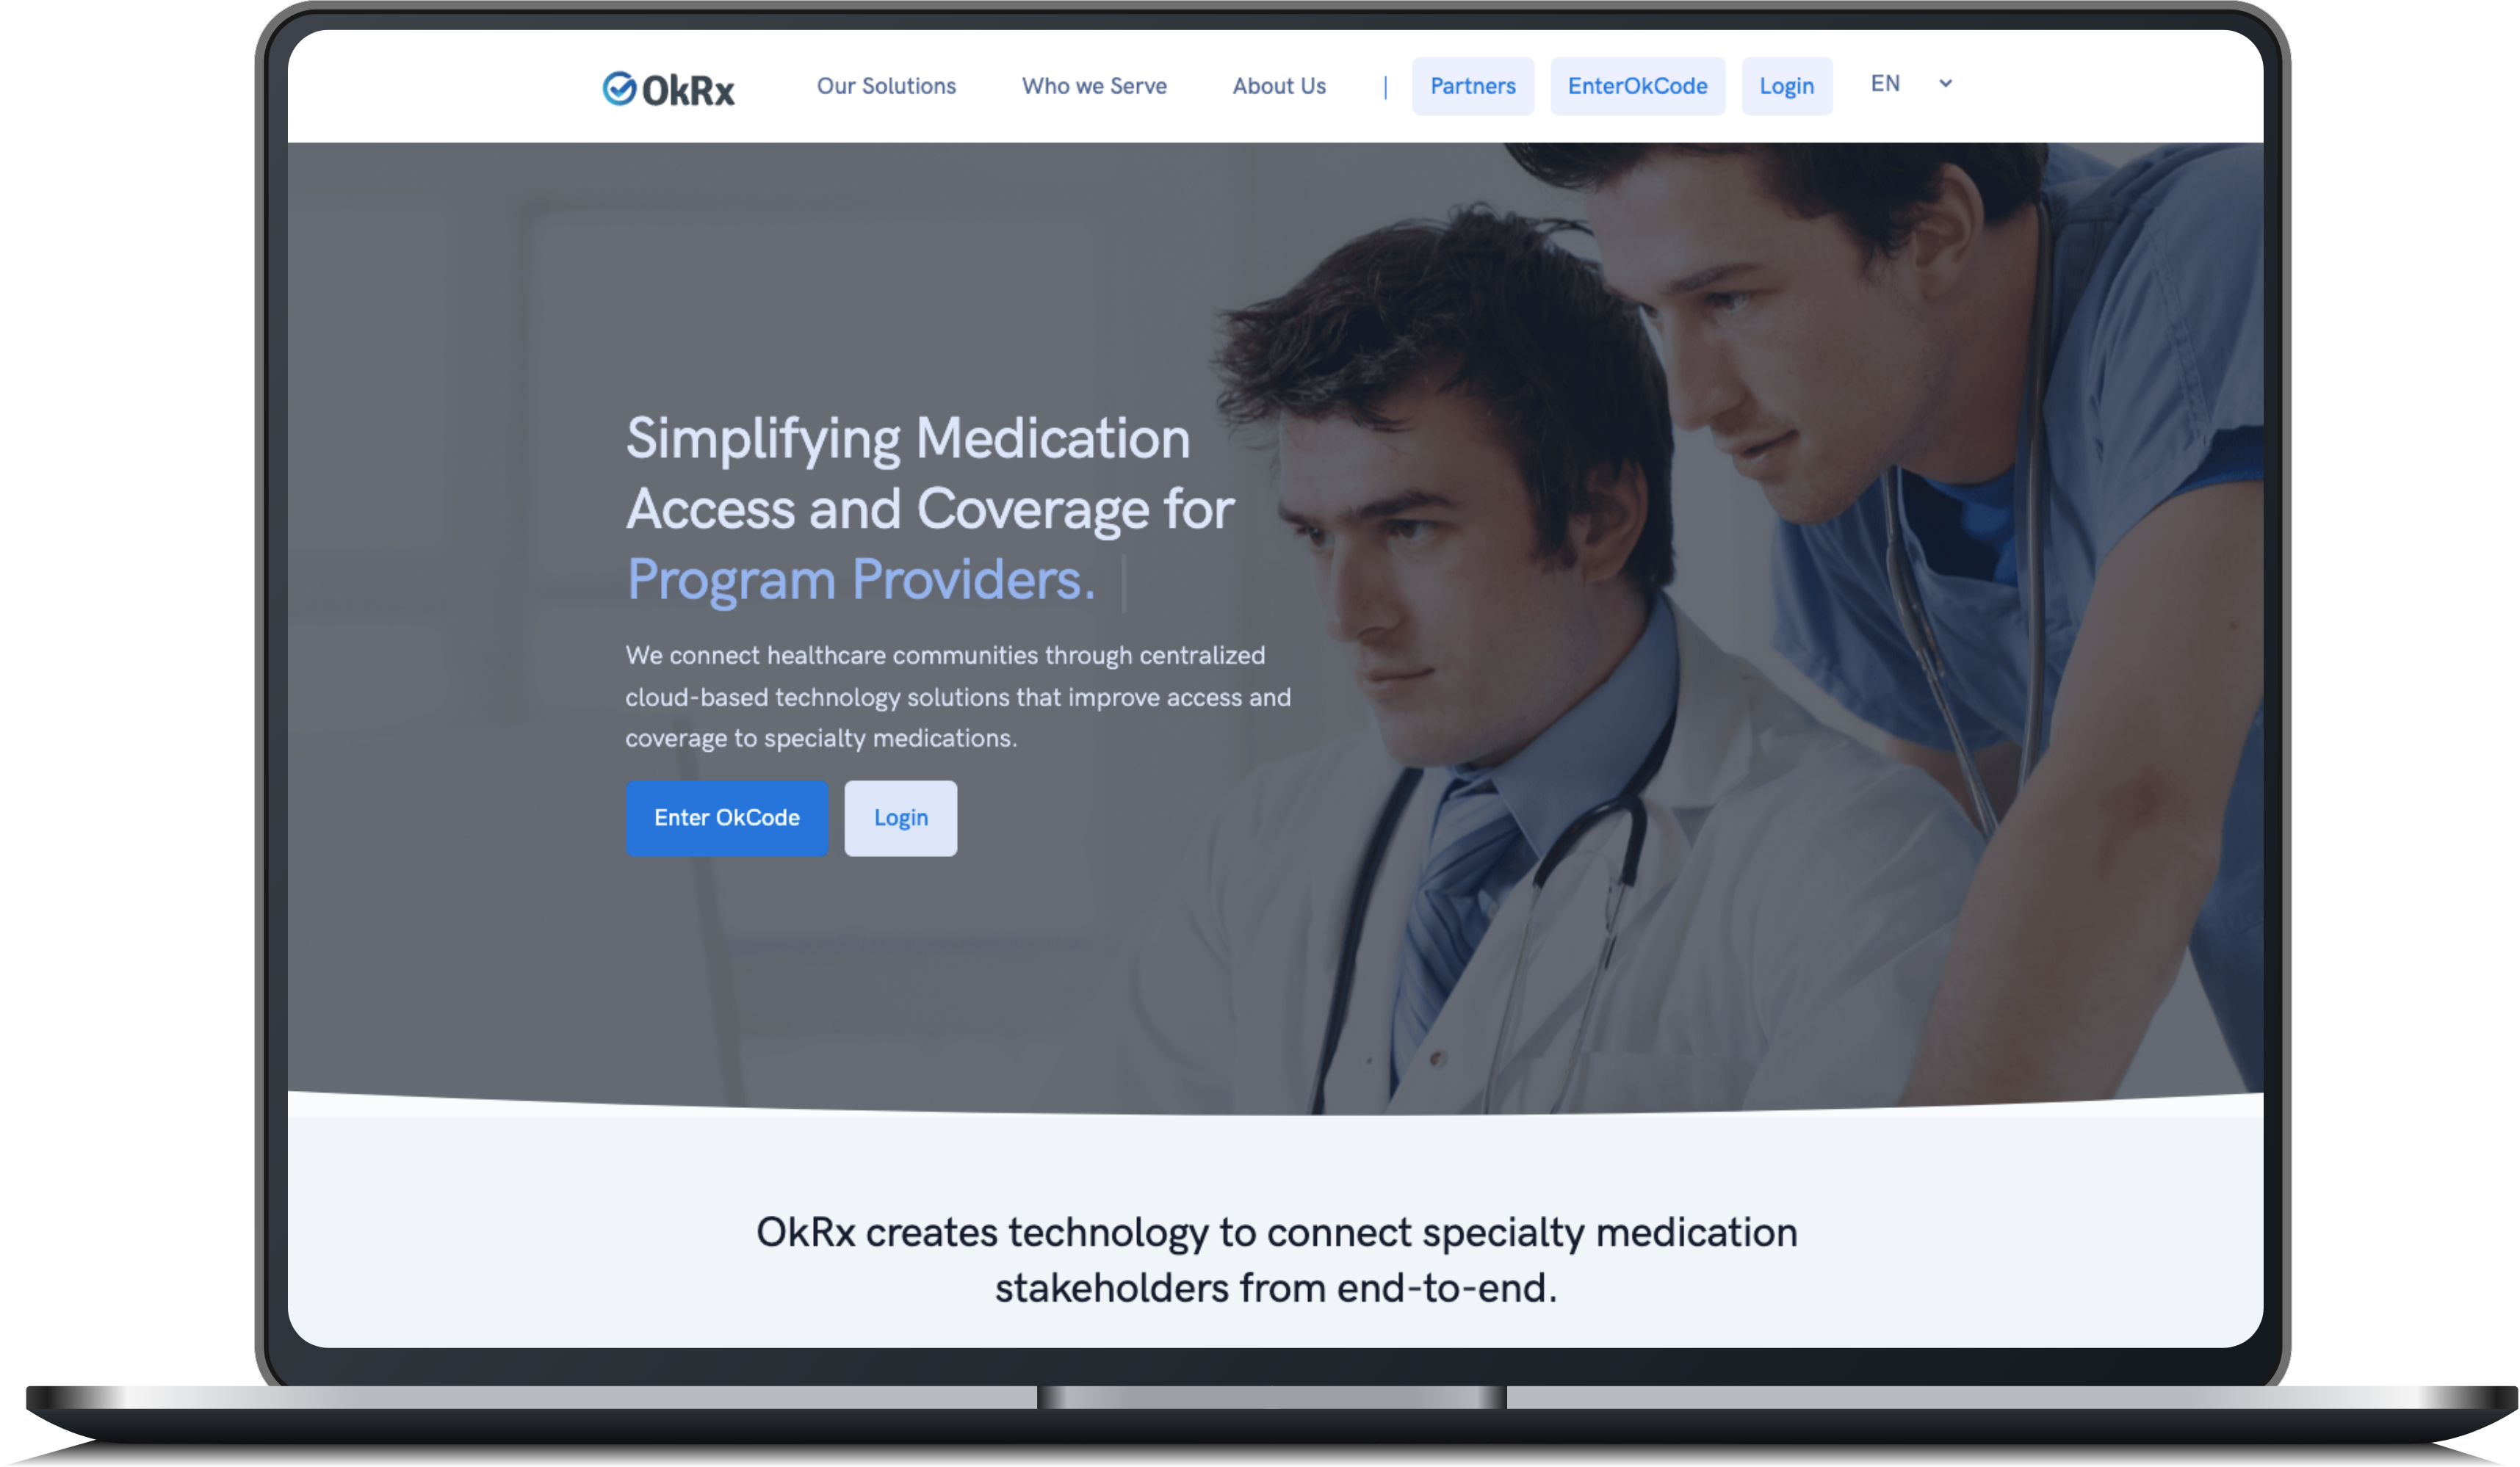 OkRx
Our Solutions
Who we Serve
About Us
|
Partners
EnterOkCode
Login
EN
Simplifying Medication
Access and Coverage for
Program Providers.
We connect healthcare communities through centralized
cloud-based technology solutions that improve access and
coverage to specialty medications.
Enter OkCode
Login
OkRx creates technology to connect specialty medication
stakeholders from end-to-end.